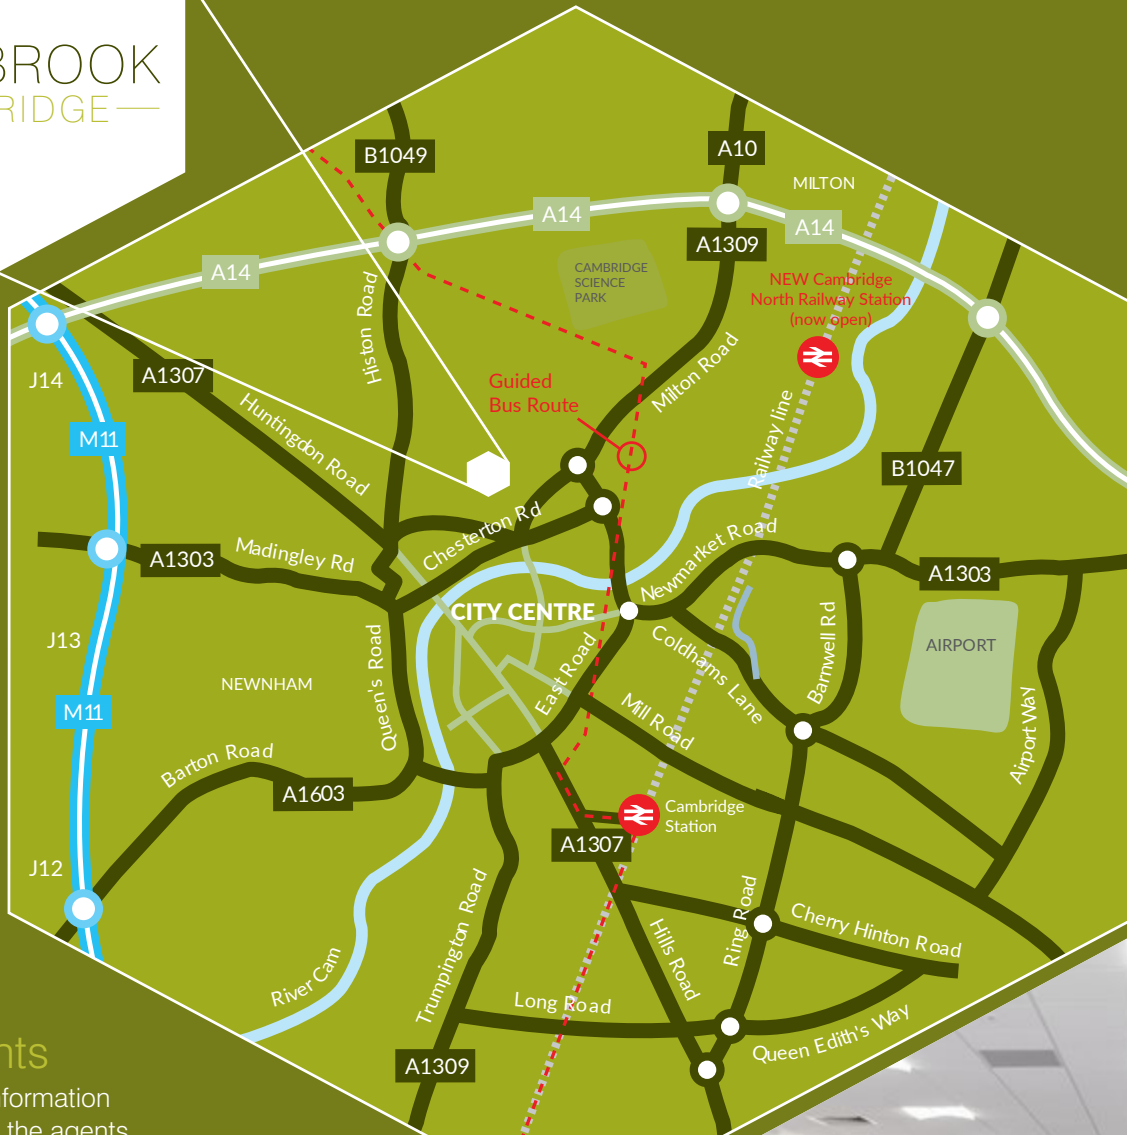 BROOK
RIDGE
B1049
A10
MILTON
A14
A14
A14
A1309
CAMBRIDGE
SCIENCE
PARK
NEW Cambridge
North Railway Station
(now open)
Histon Road
J14
A1307
Guided
Bus Route
Milton Road
Huntingdon Road
M11
Railway line
B1047
Chesterton Rd
A1303
Madingley Rd
Newmarket Road
A1303
CITY CENTRE
J13
NEWNHAM
Queen's Road
East Road
Coldhams Lane
Barnwell Rd
AIRPORT
M11
Mill Road
Airport Way
Barton Road
A1603
Cambridge
Station
A1307
J12
Trumpington Road
Hills Road
Ring Road
Cherry Hinton Road
River Cam
Long Road
Queen Edith's Way
A1309
nts
nformation
the agents